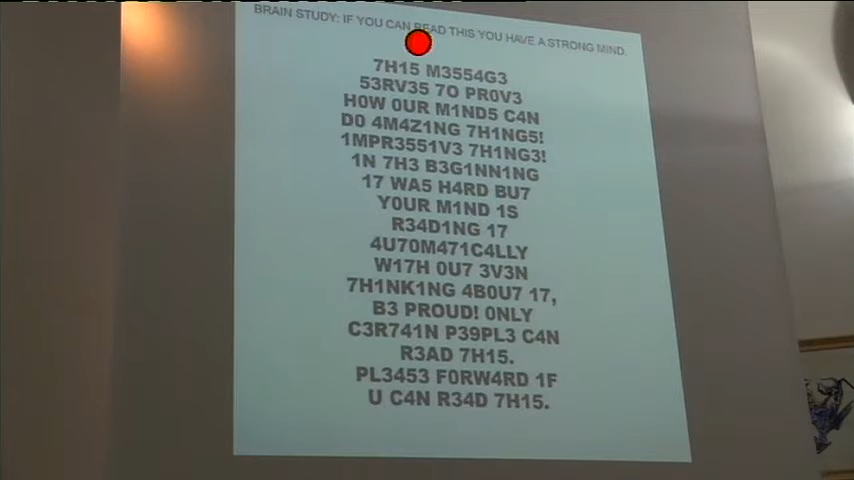 BRAIN STUDY: IF YOU CAN READ THIS YOU HAVE A STRONG MIND.
7H15 M3554G3
53RV35 7O PR0V3
H0W 0UR M1ND5 C4N
D0 4M4Z1NG 7H1NG5!
1MPR3551V3 7H1NG3!
1N 7H3 B3G1NN1NG
17 WA5 H4RD BU7
Y0UR M1ND 1S
R34D1NG 17
4U70M471C4LLY
W17H 0U7 3V3N
7H1NK1NG 4B0U7 17,
B3 PROUD! 0NLY
C3R741N P39PL3 C4N
R3AD 7H15.
PL3453 F0RW4RD 1F
U C4N R34D 7H15.